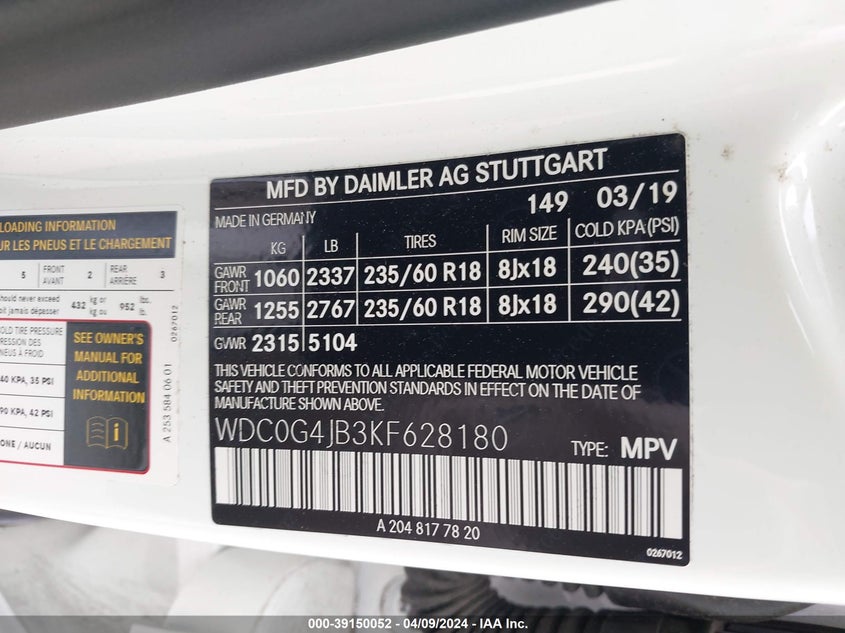 LOADING INFORMATION
UR LES PNEUS ET LE CHARGEMENT
5 FRONT AVANT 2 REAR ARRIÈRE 3
should never exceed 432 kg or 952 lbs.
oit jamais dépasser kg ou lb.
OLD TIRE PRESSURE
RESSION DES
NEUS À FROID
40 KPA, 35 PSI
90 KPA, 42 PSI
SEE OWNER'S
MANUAL FOR
ADDITIONAL
INFORMATION
0267012
A 253 584 06 01
MFD BY DAIMLER AG STUTTGART
MADE IN GERMANY 149 03/19
KG LB TIRES RIM SIZE COLD KPA (PSI)
GAWR FRONT 1060 2337 235/60 R18 8Jx18 240(35)
GAWR REAR 1255 2767 235/60 R18 8Jx18 290(42)
GVWR 2315 5104
THIS VEHICLE CONFORMS TO ALL APPLICABLE FEDERAL MOTOR VEHICLE
SAFETY AND THEFT PREVENTION STANDARDS IN EFFECT ON THE DATE OF
MANUFACTURE SHOWN ABOVE.
WDC0G4JB3KF628180 TYPE: MPV
A 204 817 78 20
0267012
000-39150052 - 04/09/2024 - IAA Inc.